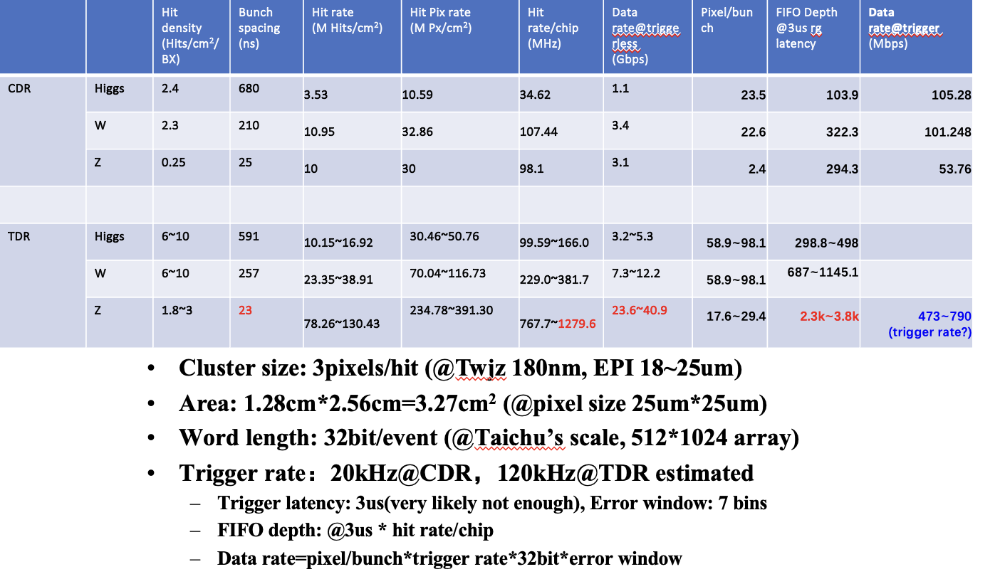 Hit density (Hits/cm²/BX) Bunch spacing (ns) Hit rate (M Hits/cm²) Hit Pix rate (M Px/cm²) Hit rate/chip (MHz) Data rate@triggerless (Gbps) Pixel/bunch FIFO Depth @3us rg latency Data rate@trigger (Mbps)
CDR Higgs 2.4 680 3.53 10.59 34.62 1.1 23.5 103.9 105.28
W 2.3 210 10.95 32.86 107.44 3.4 22.6 322.3 101.248
Z 0.25 25 10 30 98.1 3.1 2.4 294.3 53.76
TDR Higgs 6~10 591 10.15~16.92 30.46~50.76 99.59~166.0 3.2~5.3 58.9~98.1 298.8~498
W 6~10 257 23.35~38.91 70.04~116.73 229.0~381.7 7.3~12.2 58.9~98.1 687~1145.1
Z 1.8~3 23 78.26~130.43 234.78~391.30 767.7~1279.6 23.6~40.9 17.6~29.4 2.3k~3.8k 473~790 (trigger rate?)
• Cluster size: 3pixels/hit (@Twjz 180nm, EPI 18~25um)
• Area: 1.28cm*2.56cm=3.27cm² (@pixel size 25um*25um)
• Word length: 32bit/event (@Taichu’s scale, 512*1024 array)
• Trigger rate：20kHz@CDR，120kHz@TDR estimated
– Trigger latency: 3us(very likely not enough), Error window: 7 bins
– FIFO depth: @3us * hit rate/chip
– Data rate=pixel/bunch*trigger rate*32bit*error window